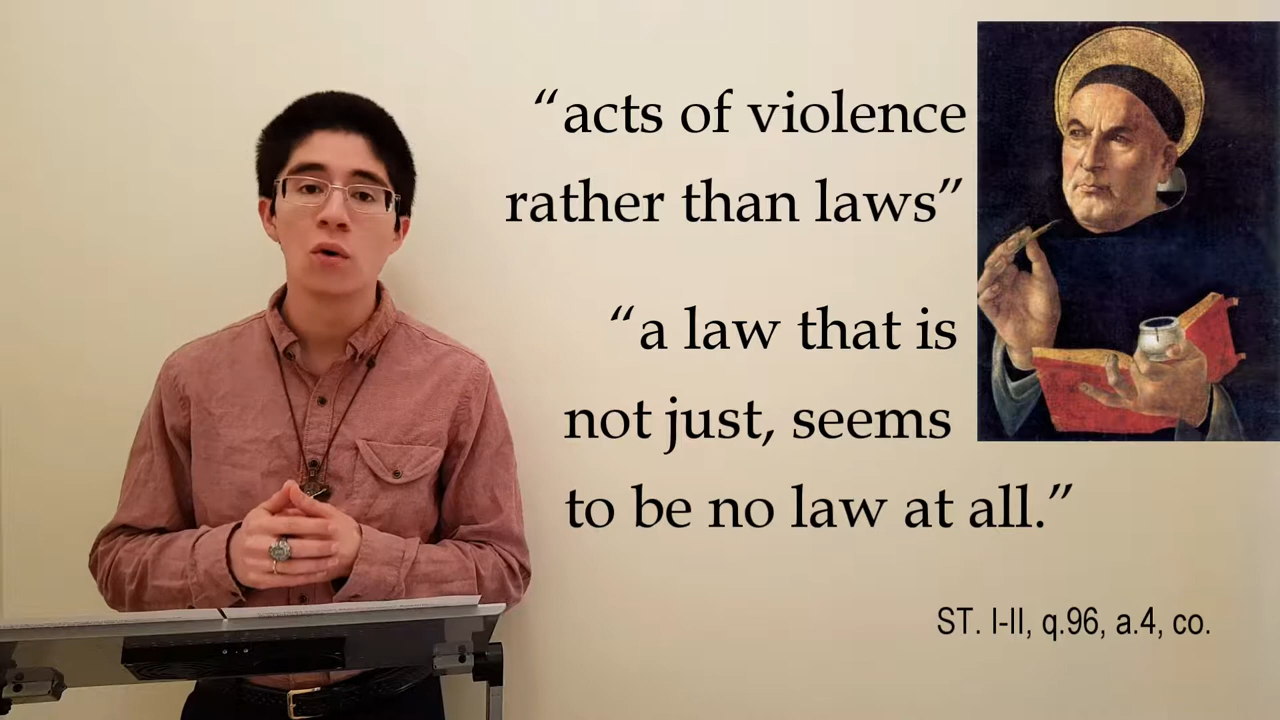 “acts of violence
rather than laws”
“a law that is
not just, seems
to be no law at all.”
ST. I-II, q.96, a.4, co.